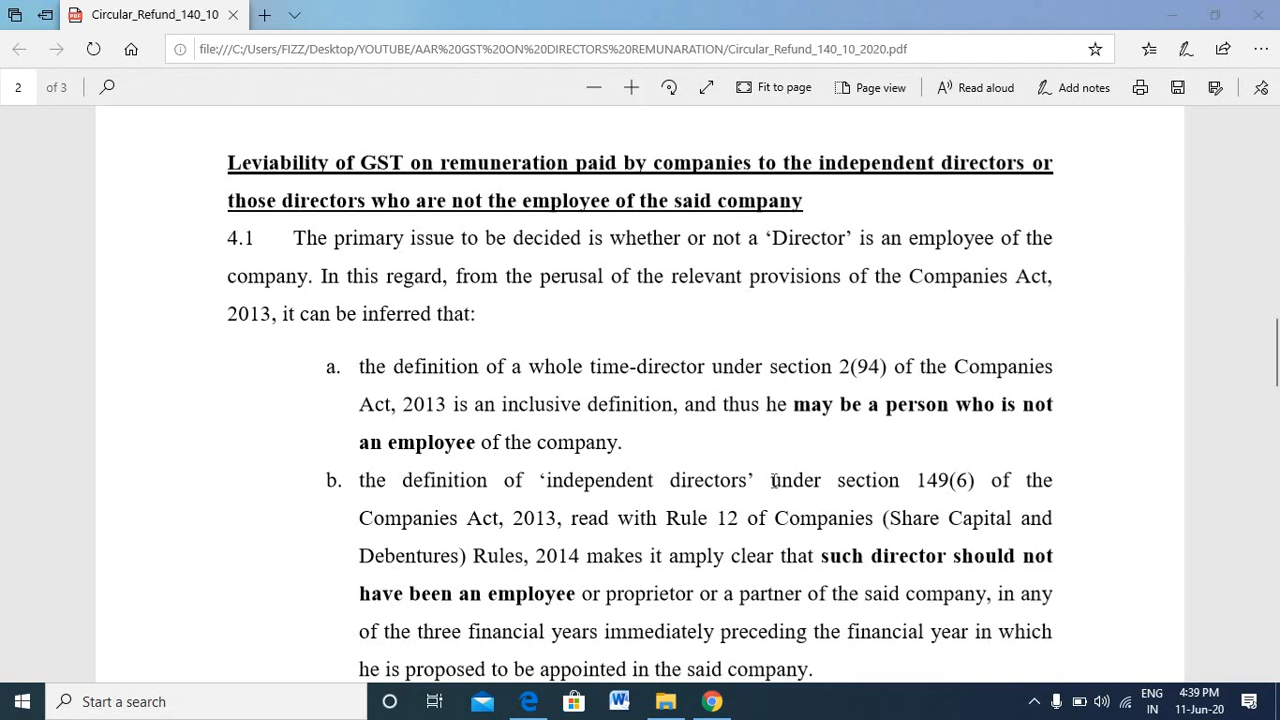 Circular_Refund_140_10
file:///C:/Users/FIZZ/Desktop/YOUTUBE/AAR%20GST%20ON%20DIRECTORS%20REMUNARATION/Circular_Refund_140_10_2020.pdf
2 of 3
Fit to page
Page view
Read aloud
Add notes
Leviability of GST on remuneration paid by companies to the independent directors or
those directors who are not the employee of the said company
4.1 The primary issue to be decided is whether or not a ‘Director’ is an employee of the
company. In this regard, from the perusal of the relevant provisions of the Companies Act,
2013, it can be inferred that:
a. the definition of a whole time-director under section 2(94) of the Companies
Act, 2013 is an inclusive definition, and thus he may be a person who is not
an employee of the company.
b. the definition of ‘independent directors’ under section 149(6) of the
Companies Act, 2013, read with Rule 12 of Companies (Share Capital and
Debentures) Rules, 2014 makes it amply clear that such director should not
have been an employee or proprietor or a partner of the said company, in any
of the three financial years immediately preceding the financial year in which
he is proposed to be appointed in the said company.
Start a search
ENG
IN
4:39 PM
11-Jun-20